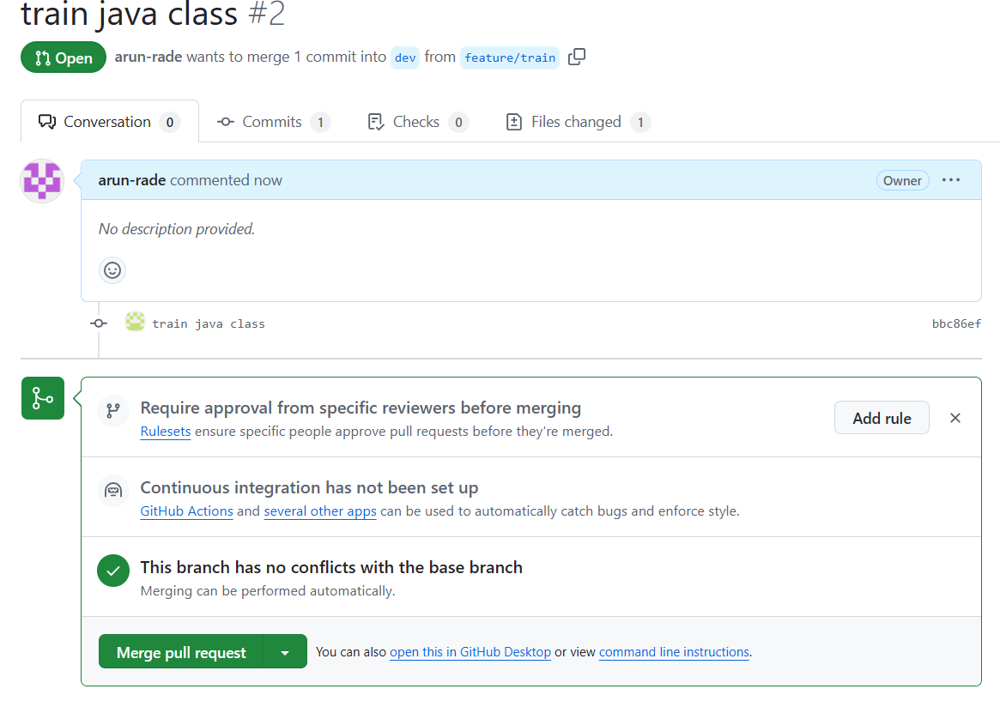 train java class #2
Open arun-rade wants to merge 1 commit into dev from feature/train
Conversation 0 Commits 1 Checks 0 Files changed 1
arun-rade commented now Owner
No description provided.
train java class bbc86ef
Require approval from specific reviewers before merging
Rulesets ensure specific people approve pull requests before they're merged.
Add rule
Continuous integration has not been set up
GitHub Actions and several other apps can be used to automatically catch bugs and enforce style.
This branch has no conflicts with the base branch
Merging can be performed automatically.
Merge pull request You can also open this in GitHub Desktop or view command line instructions.